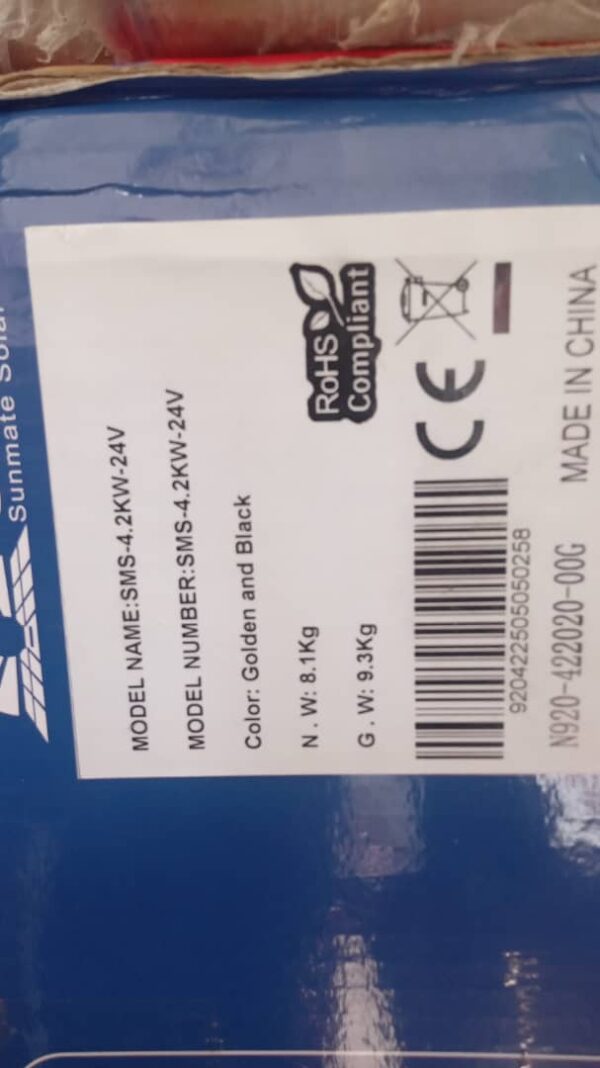 Sunmate Solar
MODEL NAME:SMS-4.2KW-24V
MODEL NUMBER:SMS-4.2KW-24V
Color: Golden and Black
N . W: 8.1Kg
G . W: 9.3Kg
RoHS
Compliant
CE
920422505050258
N920-422020-00G
MADE IN CHINA